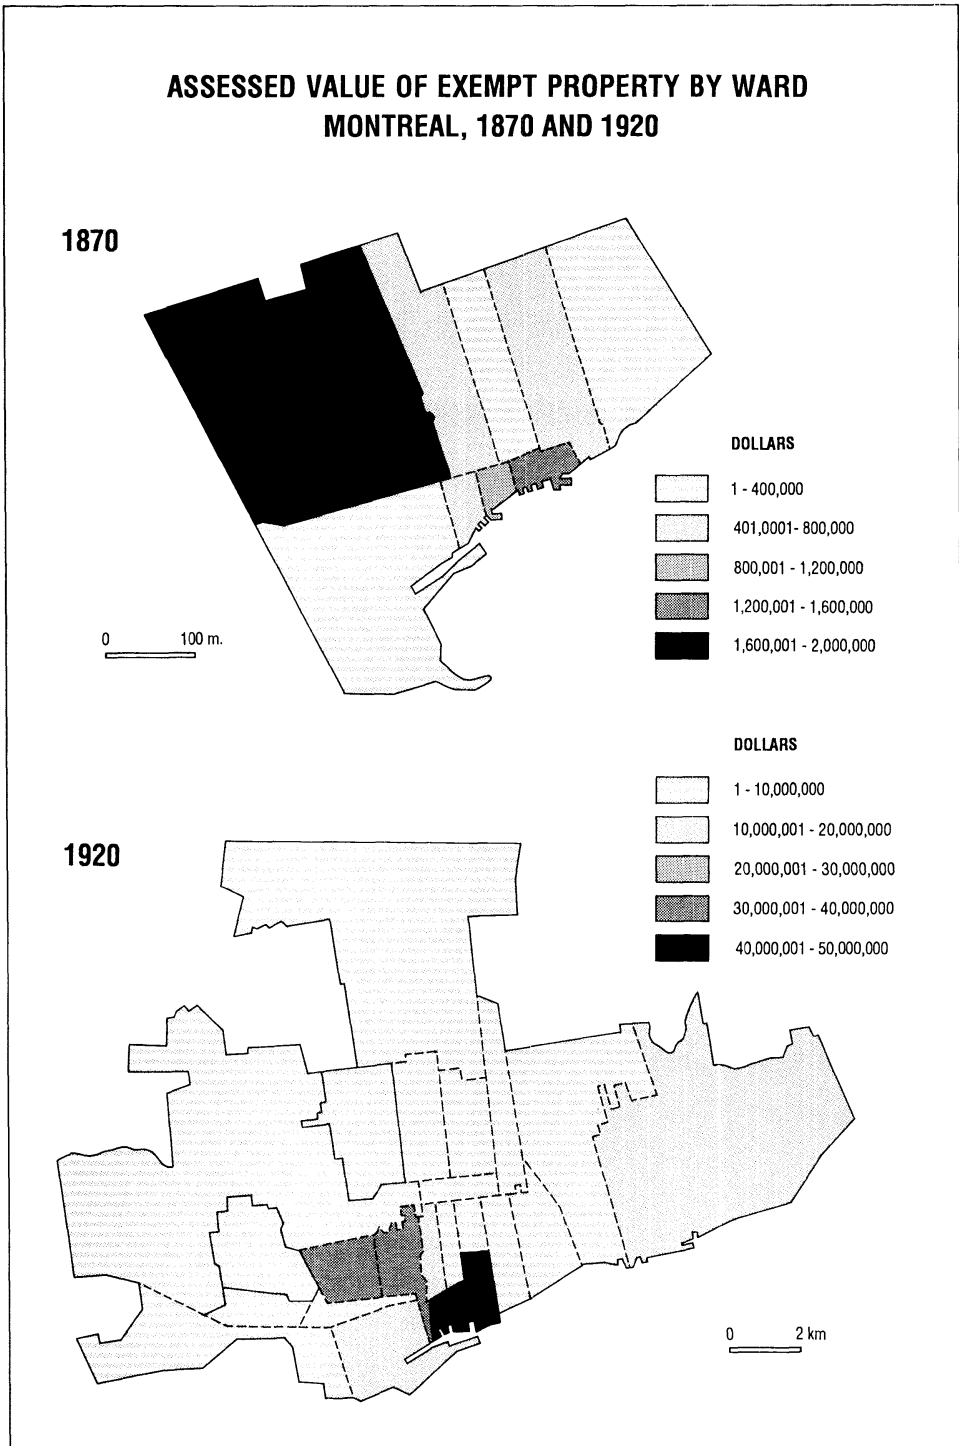 ASSESSED VALUE OF EXEMPT PROPERTY BY WARD
MONTREAL, 1870 AND 1920
1870
DOLLARS
1 - 400,000
401,0001- 800,000
800,001 - 1,200,000
1,200,001 - 1,600,000
1,600,001 - 2,000,000
0 100 m.
DOLLARS
1 - 10,000,000
10,000,001 - 20,000,000
20,000,001 - 30,000,000
30,000,001 - 40,000,000
40,000,001 - 50,000,000
1920
0 2 km